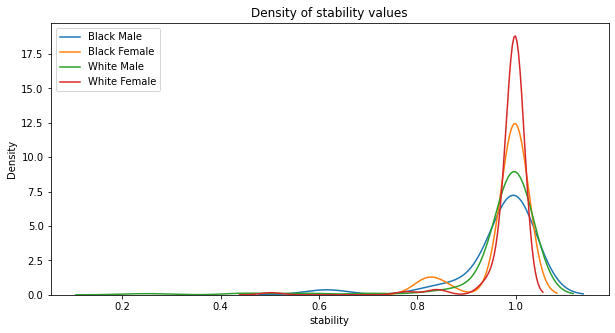 Density of stability values
Black Male
Black Female
White Male
White Female
Density
17.5
15.0
12.5
10.0
7.5
5.0
2.5
0.0
0.2
0.4
0.6
0.8
1.0
stability